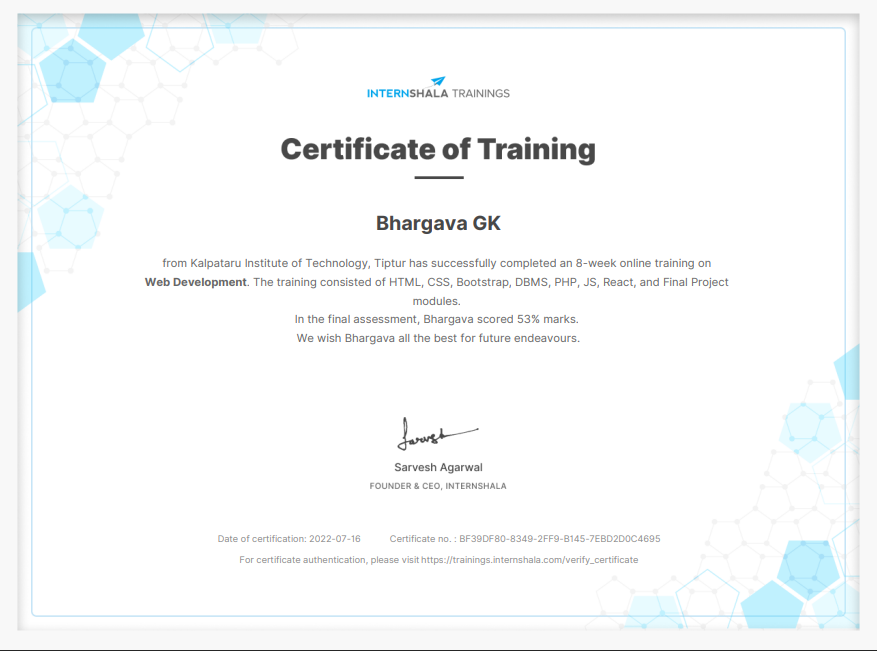 INTERNSHALA TRAININGS
Certificate of Training
Bhargava GK
from Kalpataru Institute of Technology, Tiptur has successfully completed an 8-week online training on
Web Development. The training consisted of HTML, CSS, Bootstrap, DBMS, PHP, JS, React, and Final Project
modules.
In the final assessment, Bhargava scored 53% marks.
We wish Bhargava all the best for future endeavours.
Sarvesh
Sarvesh Agarwal
FOUNDER & CEO, INTERNSHALA
Date of certification: 2022-07-16 Certificate no. : BF39DF80-8349-2FF9-B145-7EBD2D0C4695
For certificate authentication, please visit https://trainings.internshala.com/verify_certificate